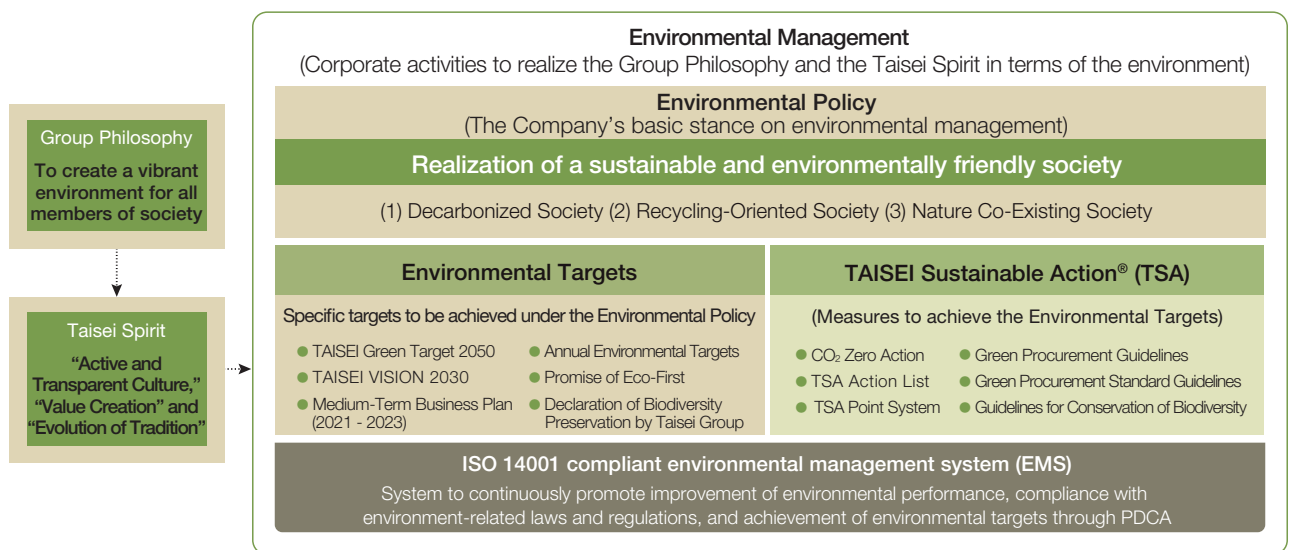 Group Philosophy
To create a vibrant
environment for all
members of society
Taisei Spirit
“Active and
Transparent Culture,”
“Value Creation” and
“Evolution of Tradition”
Environmental Management
(Corporate activities to realize the Group Philosophy and the Taisei Spirit in terms of the environment)
Environmental Policy
(The Company’s basic stance on environmental management)
Realization of a sustainable and environmentally friendly society
(1) Decarbonized Society (2) Recycling-Oriented Society (3) Nature Co-Existing Society
Environmental Targets
Specific targets to be achieved under the Environmental Policy
● TAISEI Green Target 2050
● TAISEI VISION 2030
● Medium-Term Business Plan
(2021 - 2023)
● Annual Environmental Targets
● Promise of Eco-First
● Declaration of Biodiversity
Preservation by Taisei Group
TAISEI Sustainable Action® (TSA)
(Measures to achieve the Environmental Targets)
● CO₂ Zero Action
● TSA Action List
● TSA Point System
● Green Procurement Guidelines
● Green Procurement Standard Guidelines
● Guidelines for Conservation of Biodiversity
ISO 14001 compliant environmental management system (EMS)
System to continuously promote improvement of environmental performance, compliance with
environment-related laws and regulations, and achievement of environmental targets through PDCA